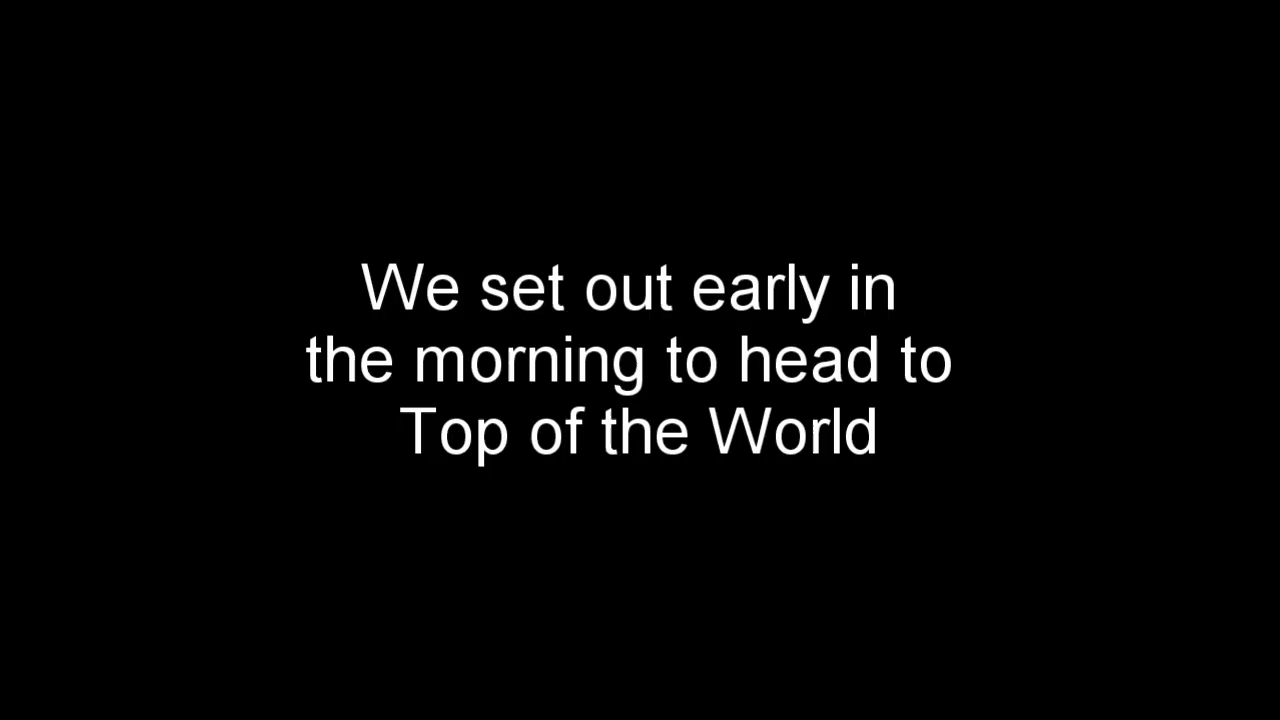 We set out early in
the morning to head to
Top of the World